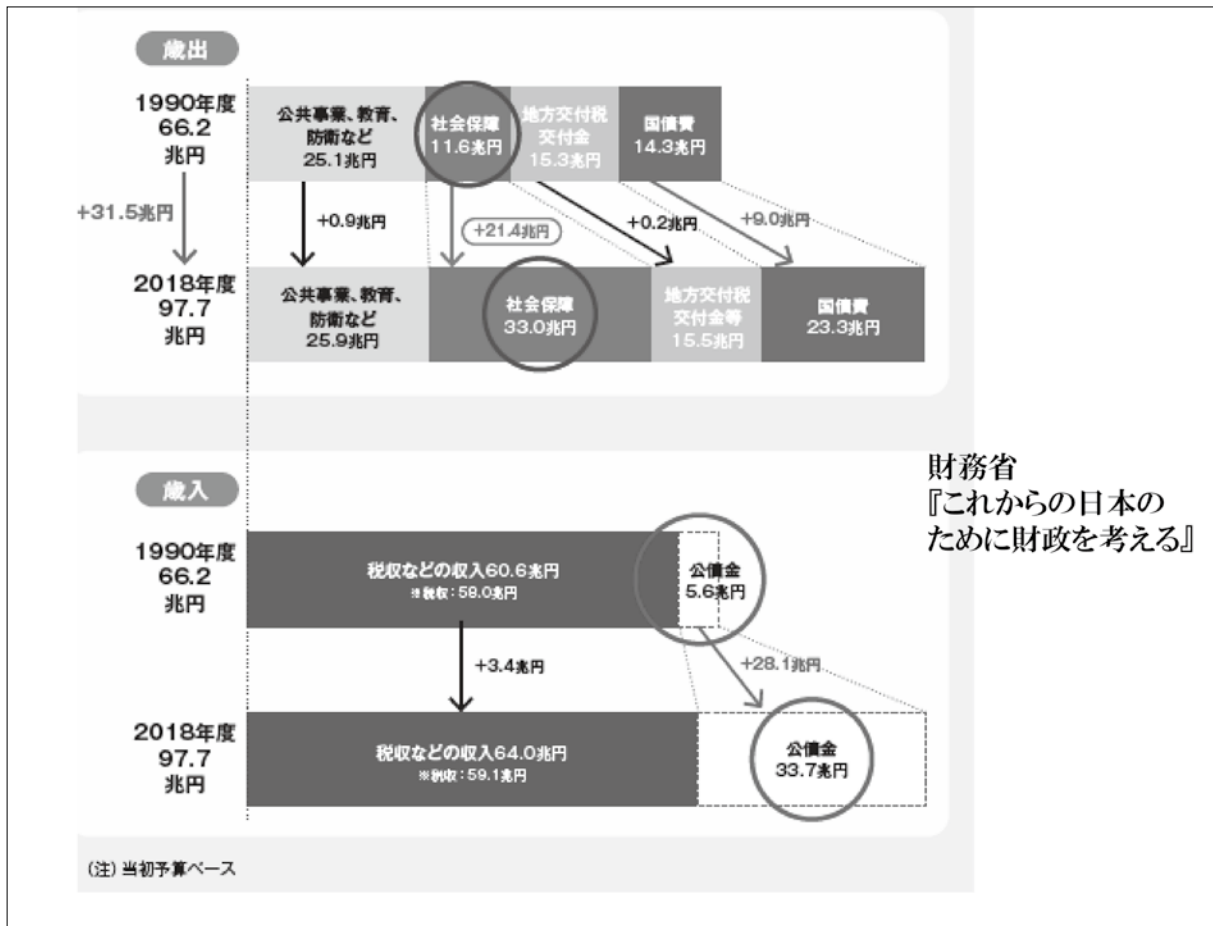 歳出
1990年度
66.2
兆円
公共事業、教育、
防衛など
25.1兆円
社会保障
11.6兆円
地方交付税
交付金
15.3兆円
国債費
14.3兆円
+31.5兆円
+0.9兆円
+21.4兆円
+0.2兆円
+9.0兆円
2018年度
97.7
兆円
公共事業、教育、
防衛など
25.9兆円
社会保障
33.0兆円
地方交付税
交付金等
15.5兆円
国債費
23.3兆円
歳入
1990年度
66.2
兆円
税収などの収入60.6兆円
※税収:58.0兆円
公債金
5.6兆円
+3.4兆円
+28.1兆円
2018年度
97.7
兆円
税収などの収入64.0兆円
※税収:59.1兆円
公債金
33.7兆円
(注)当初予算ベース
財務省
『これからの日本の
ために財政を考える』